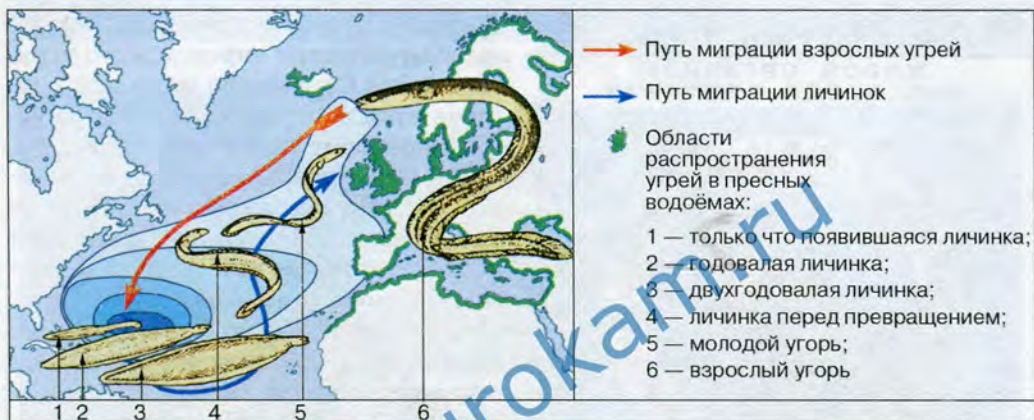 Путь миграции взрослых угрей
Путь миграции личинок
Области
распространения
угрей в пресных
водоёмах:
1 — только что появившаяся личинка;
2 — годовалая личинка;
3 — двухгодовалая личинка;
4 — личинка перед превращением;
5 — молодой угорь;
6 — взрослый угорь
1 2 3 4 5 6
urokam.ru